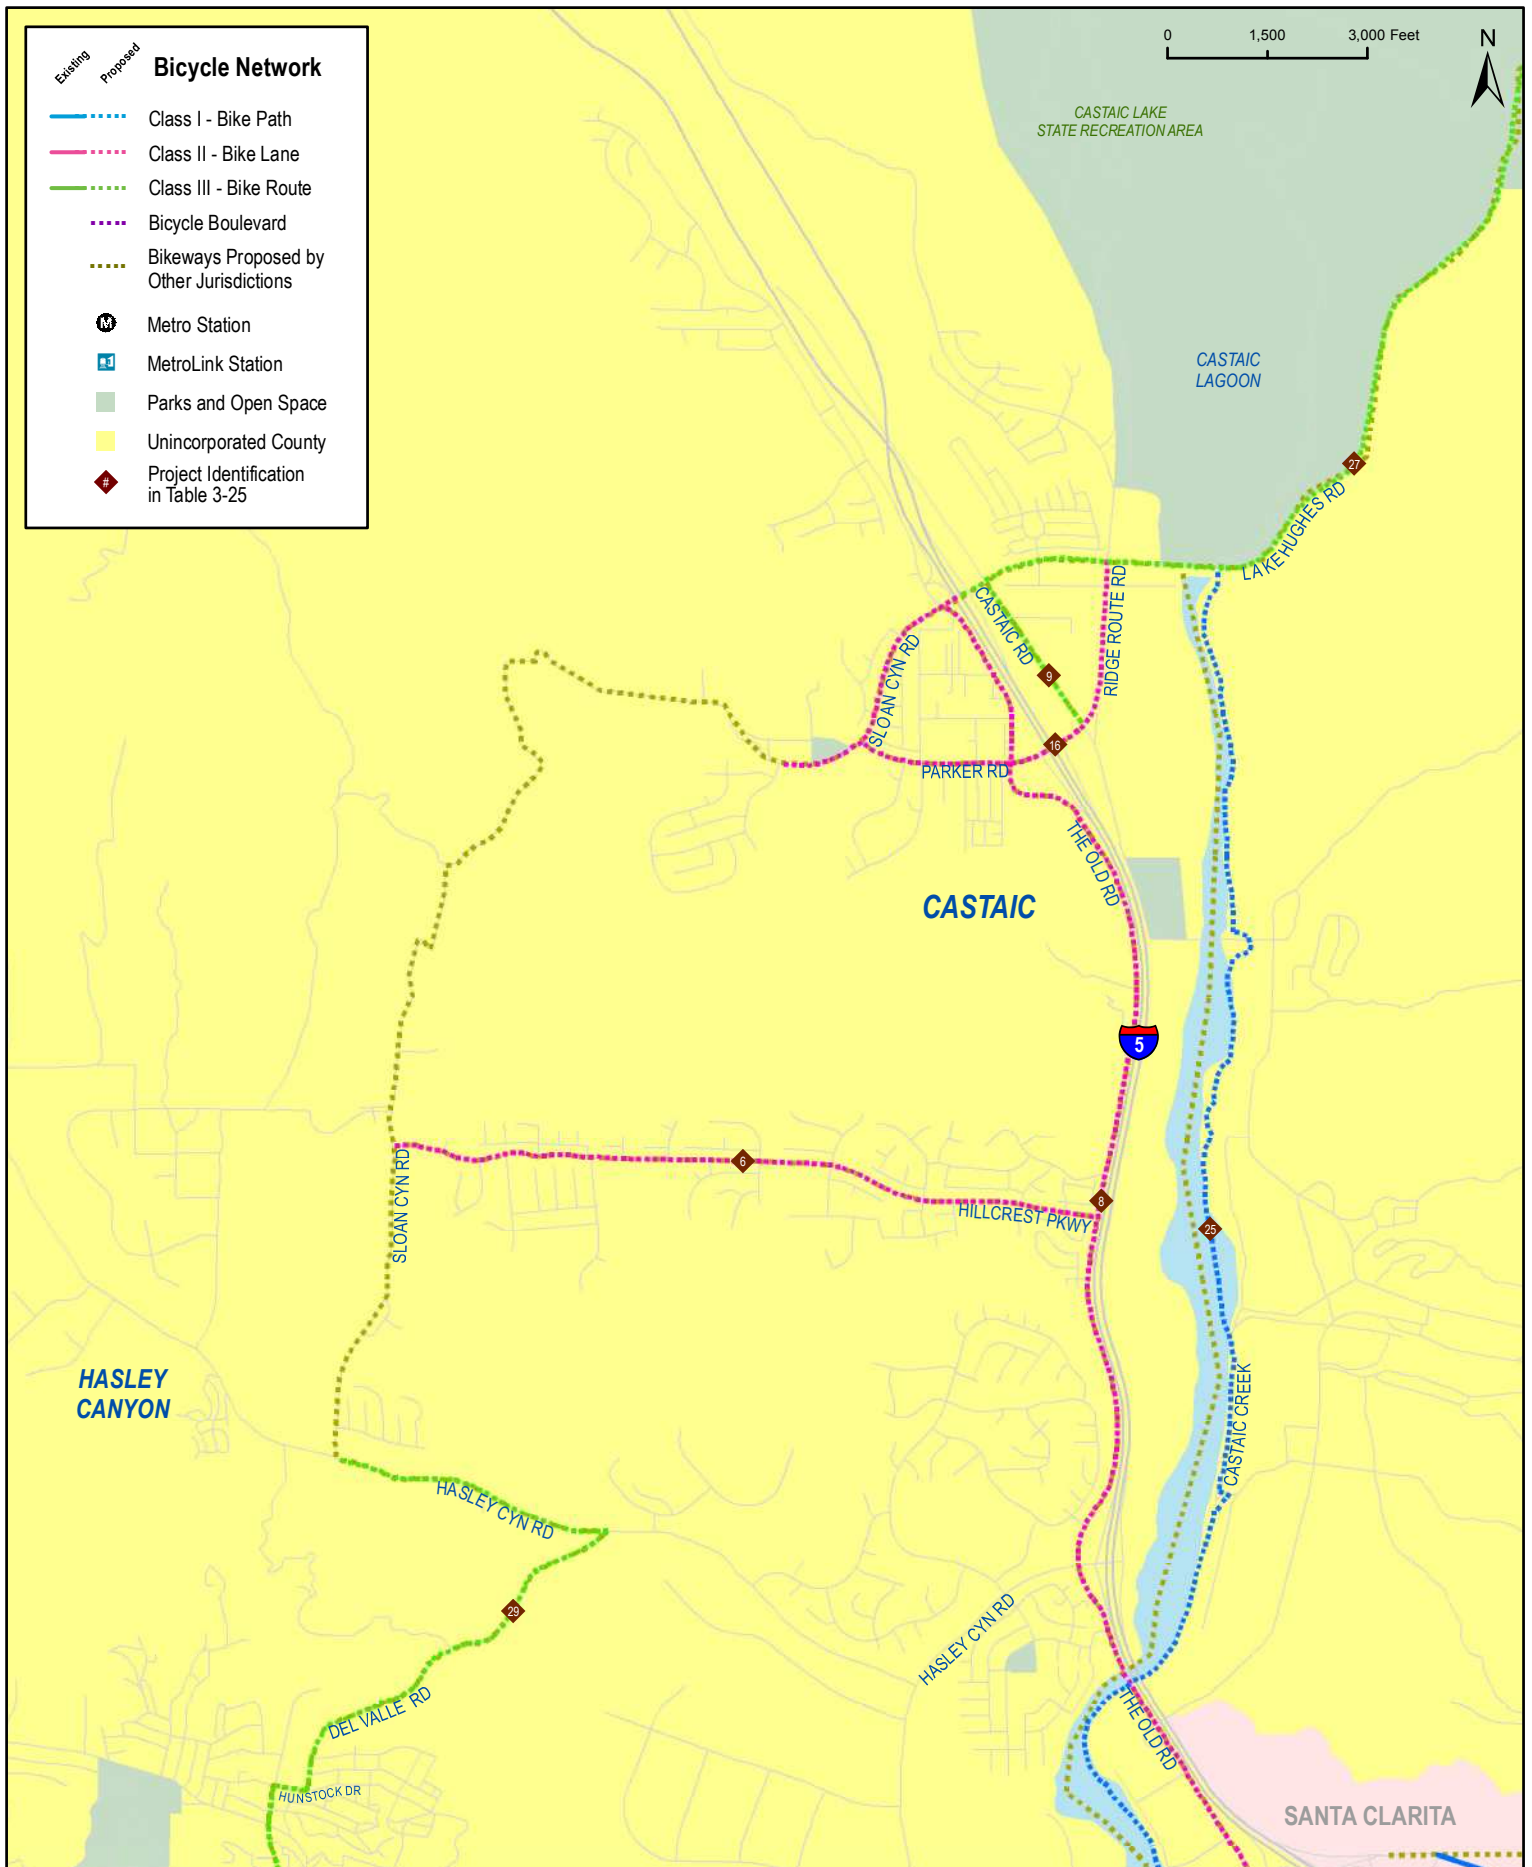 Existing
Proposed
Bicycle Network
Class I - Bike Path
Class II - Bike Lane
Class III - Bike Route
Bicycle Boulevard
Bikeways Proposed by
Other Jurisdictions
M
Metro Station
MetroLink Station
Parks and Open Space
Unincorporated County
#
Project Identification
in Table 3-25
0 1,500 3,000 Feet
N
CASTAIC LAKE
STATE RECREATION AREA
CASTAIC
LAGOON
27
LAKE HUGHES RD
CASTAIC RD
RIDGE ROUTE RD
SLOAN CYN RD
9
16
PARKER RD
THE OLD RD
CASTAIC
5
SLOAN CYN RD
6
8
HILLCREST PKWY
25
HASLEY
CANYON
CASTAIC CREEK
HASLEY CYN RD
29
HASLEY CYN RD
DEL VALLE RD
THE OLD RD
HUNSTOCK DR
SANTA CLARITA